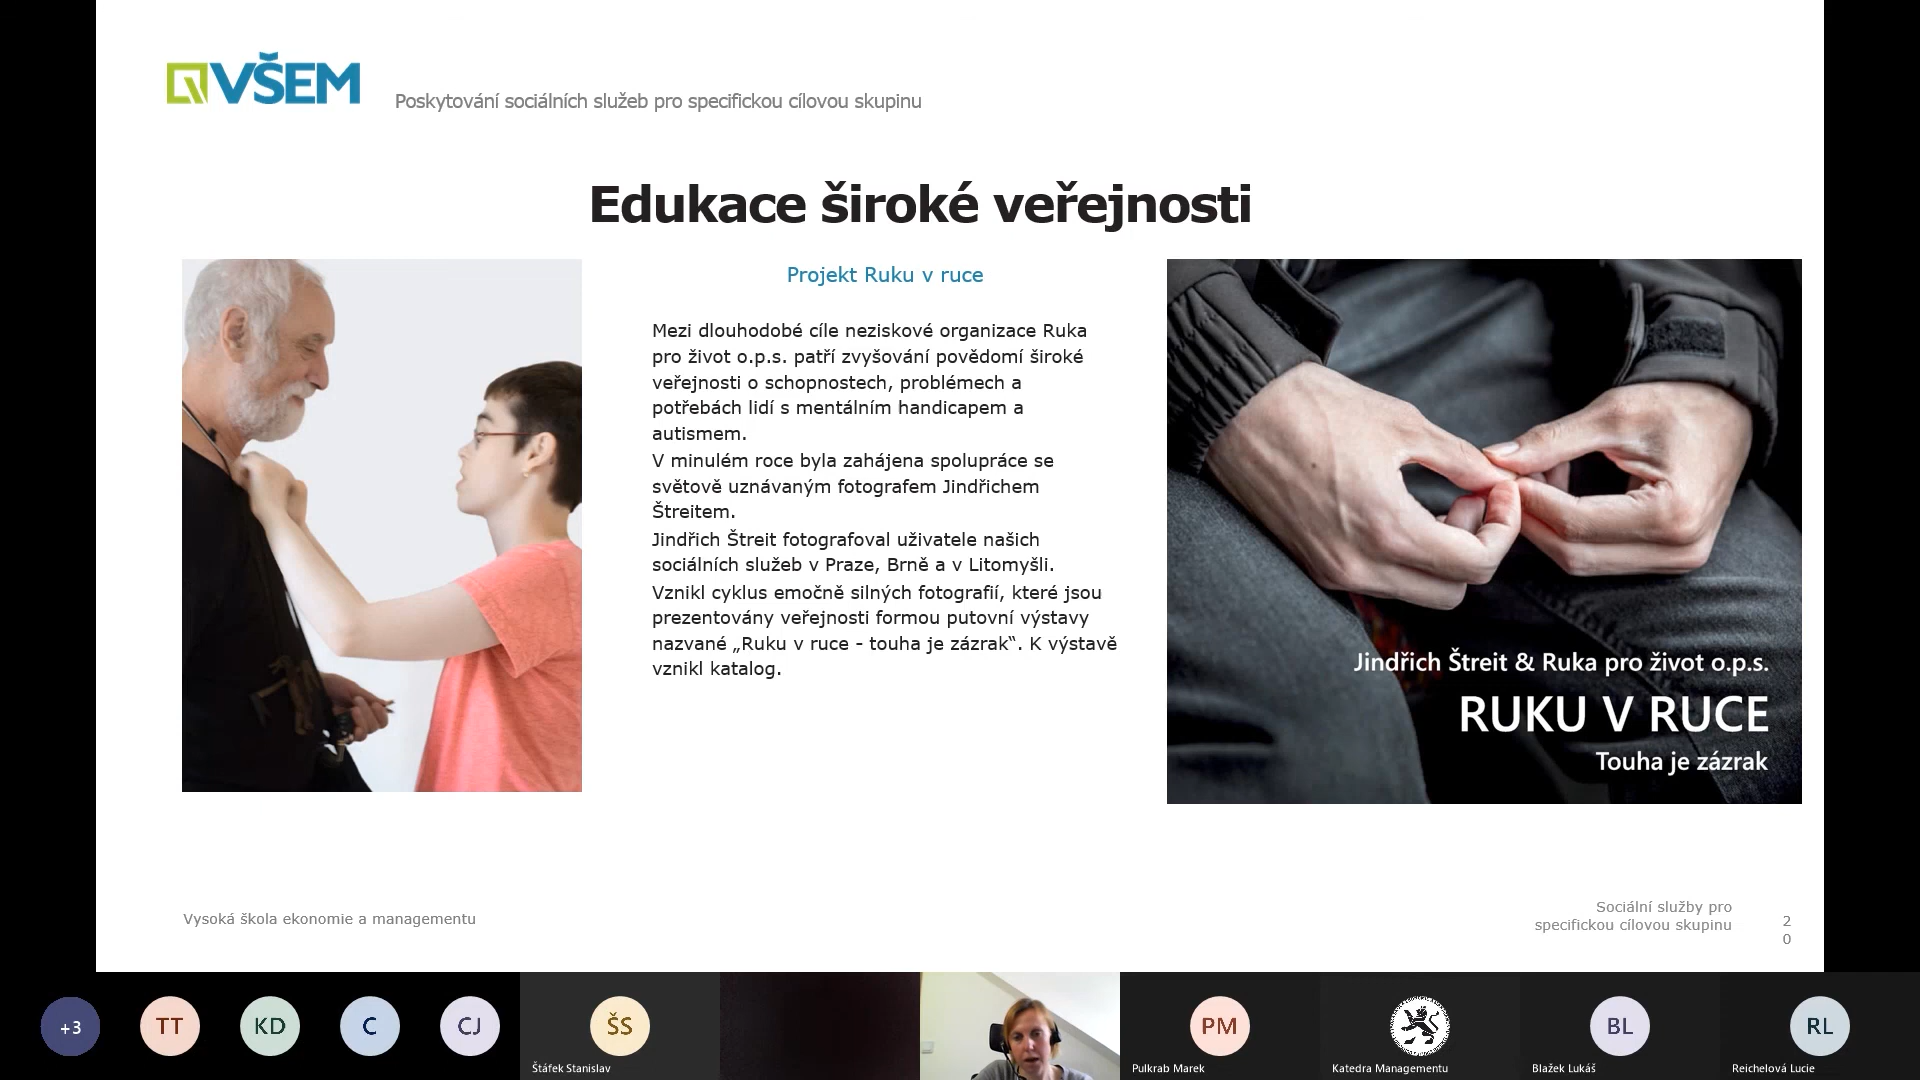 VŠEM
Poskytování sociálních služeb pro specifickou cílovou skupinu
Edukace široké veřejnosti
Projekt Ruku v ruce
Mezi dlouhodobé cíle neziskové organizace Ruka
pro život o.p.s. patří zvyšování povědomí široké
veřejnosti o schopnostech, problémech a
potřebách lidí s mentálním handicapem a
autismem.
V minulém roce byla zahájena spolupráce se
světově uznávaným fotografem Jindřichem
Štreitem.
Jindřich Štreit fotografoval uživatele našich
sociálních služeb v Praze, Brně a v Litomyšli.
Vznikl cyklus emočně silných fotografií, které jsou
prezentovány veřejnosti formou putovní výstavy
nazvané „Ruku v ruce - touha je zázrak“. K výstavě
vznikl katalog.
Jindřich Štreit & Ruka pro život o.p.s.
RUKU V RUCE
Touha je zázrak
Vysoká škola ekonomie a managementu
Sociální služby pro
specifickou cílovou skupinu
2
0
+3
TT
KD
C
CJ
ŠS
Štáfek Stanislav
PM
Pulkrab Marek
Katedra Managementu
BL
Blažek Lukáš
RL
Reichelová Lucie